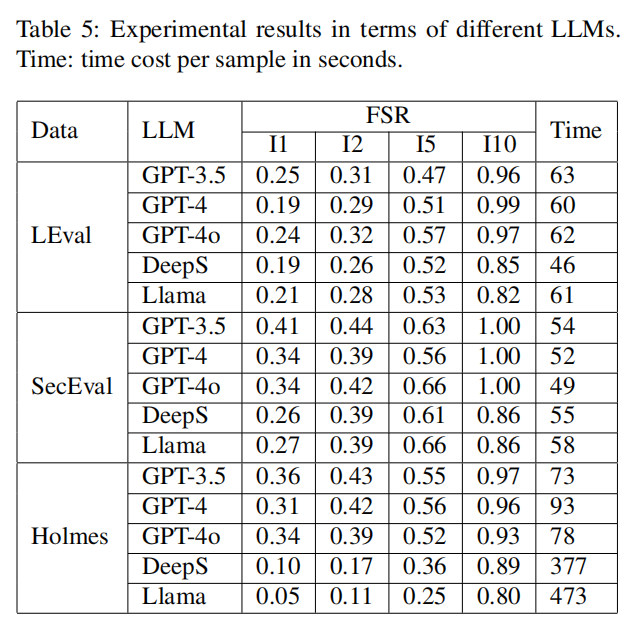 Table 5: Experimental results in terms of different LLMs.
Time: time cost per sample in seconds.
Data LLM FSR Time
I1 I2 I5 I10
LEval GPT-3.5 0.25 0.31 0.47 0.96 63
GPT-4 0.19 0.29 0.51 0.99 60
GPT-4o 0.24 0.32 0.57 0.97 62
DeepS 0.19 0.26 0.52 0.85 46
Llama 0.21 0.28 0.53 0.82 61
SecEval GPT-3.5 0.41 0.44 0.63 1.00 54
GPT-4 0.34 0.39 0.56 1.00 52
GPT-4o 0.34 0.42 0.66 1.00 49
DeepS 0.26 0.39 0.61 0.86 55
Llama 0.27 0.39 0.66 0.86 58
Holmes GPT-3.5 0.36 0.43 0.55 0.97 73
GPT-4 0.31 0.42 0.56 0.96 93
GPT-4o 0.34 0.39 0.52 0.93 78
DeepS 0.10 0.17 0.36 0.89 377
Llama 0.05 0.11 0.25 0.80 473